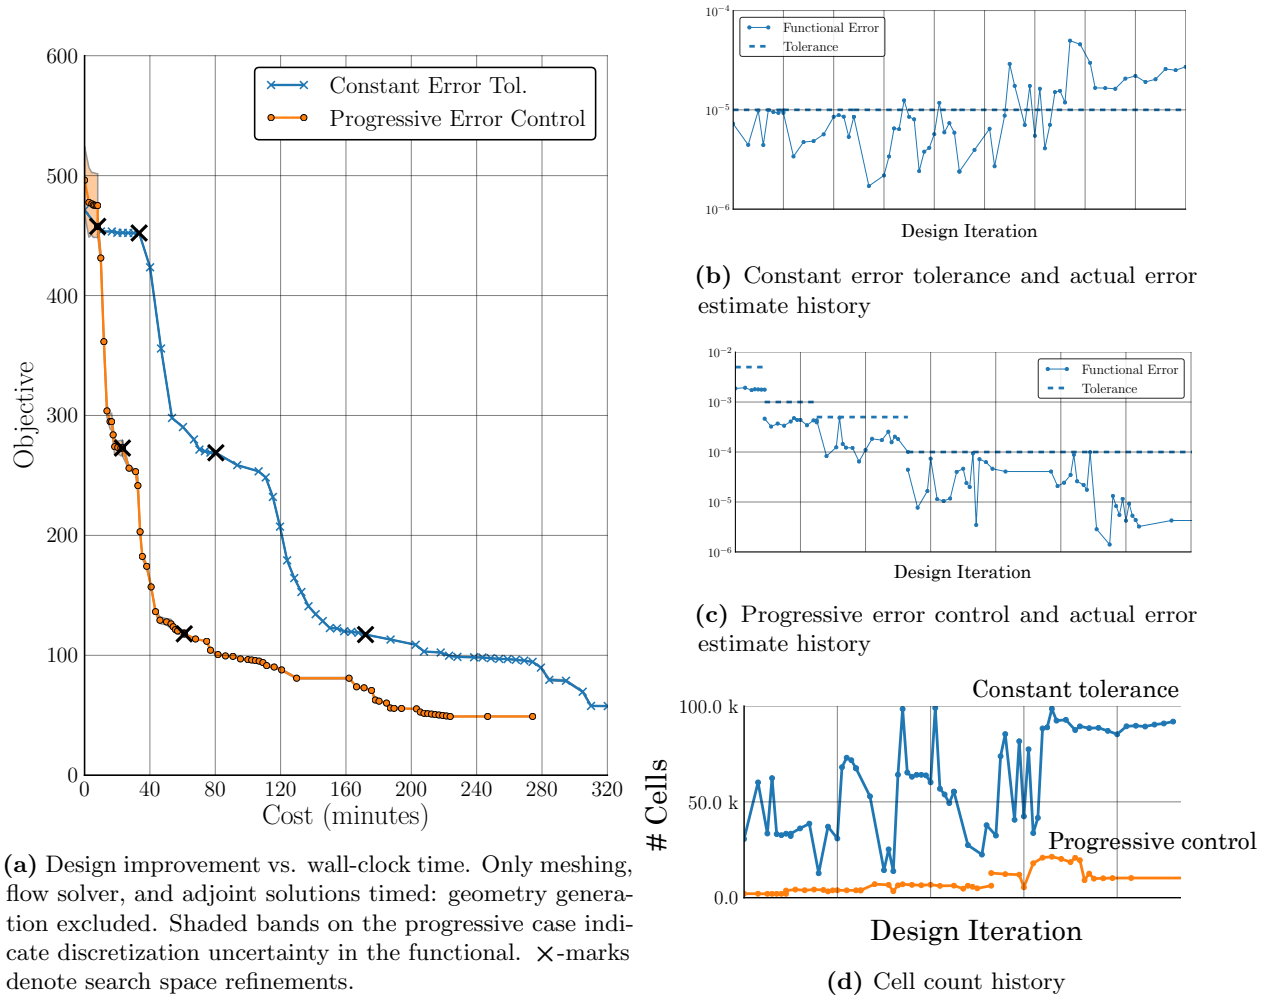 600
500
400
300
200
100
0
Objective
Constant Error Tol.
Progressive Error Control
0 40 80 120 160 200 240 280 320
Cost (minutes)
(a) Design improvement vs. wall-clock time. Only meshing,
flow solver, and adjoint solutions timed: geometry genera-
tion excluded. Shaded bands on the progressive case indi-
cate discretization uncertainty in the functional. ✕-marks
denote search space refinements.
10⁻⁴
10⁻⁵
10⁻⁶
Functional Error
Tolerance
Design Iteration
(b) Constant error tolerance and actual error
estimate history
10⁻²
10⁻³
10⁻⁴
10⁻⁵
10⁻⁶
Functional Error
Tolerance
Design Iteration
(c) Progressive error control and actual error
estimate history
Constant tolerance
100.0 k
50.0 k
0.0
# Cells
Progressive control
Design Iteration
(d) Cell count history